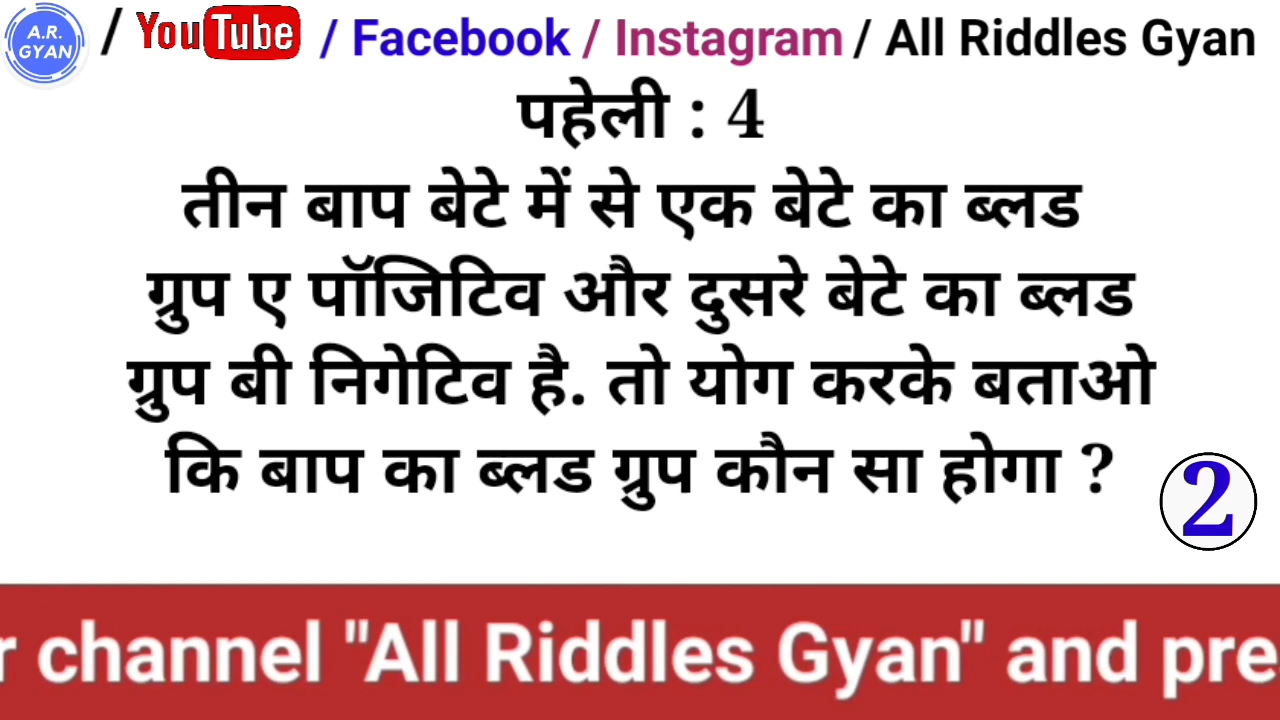 A.R. GYAN / YouTube / Facebook / Instagram / All Riddles Gyan
पहेली : 4
तीन बाप बेटे में से एक बेटे का ब्लड
ग्रुप ए पॉजिटिव और दुसरे बेटे का ब्लड
ग्रुप बी निगेटिव है. तो योग करके बताओ
कि बाप का ब्लड ग्रुप कौन सा होगा ?
2
r channel "All Riddles Gyan" and pre